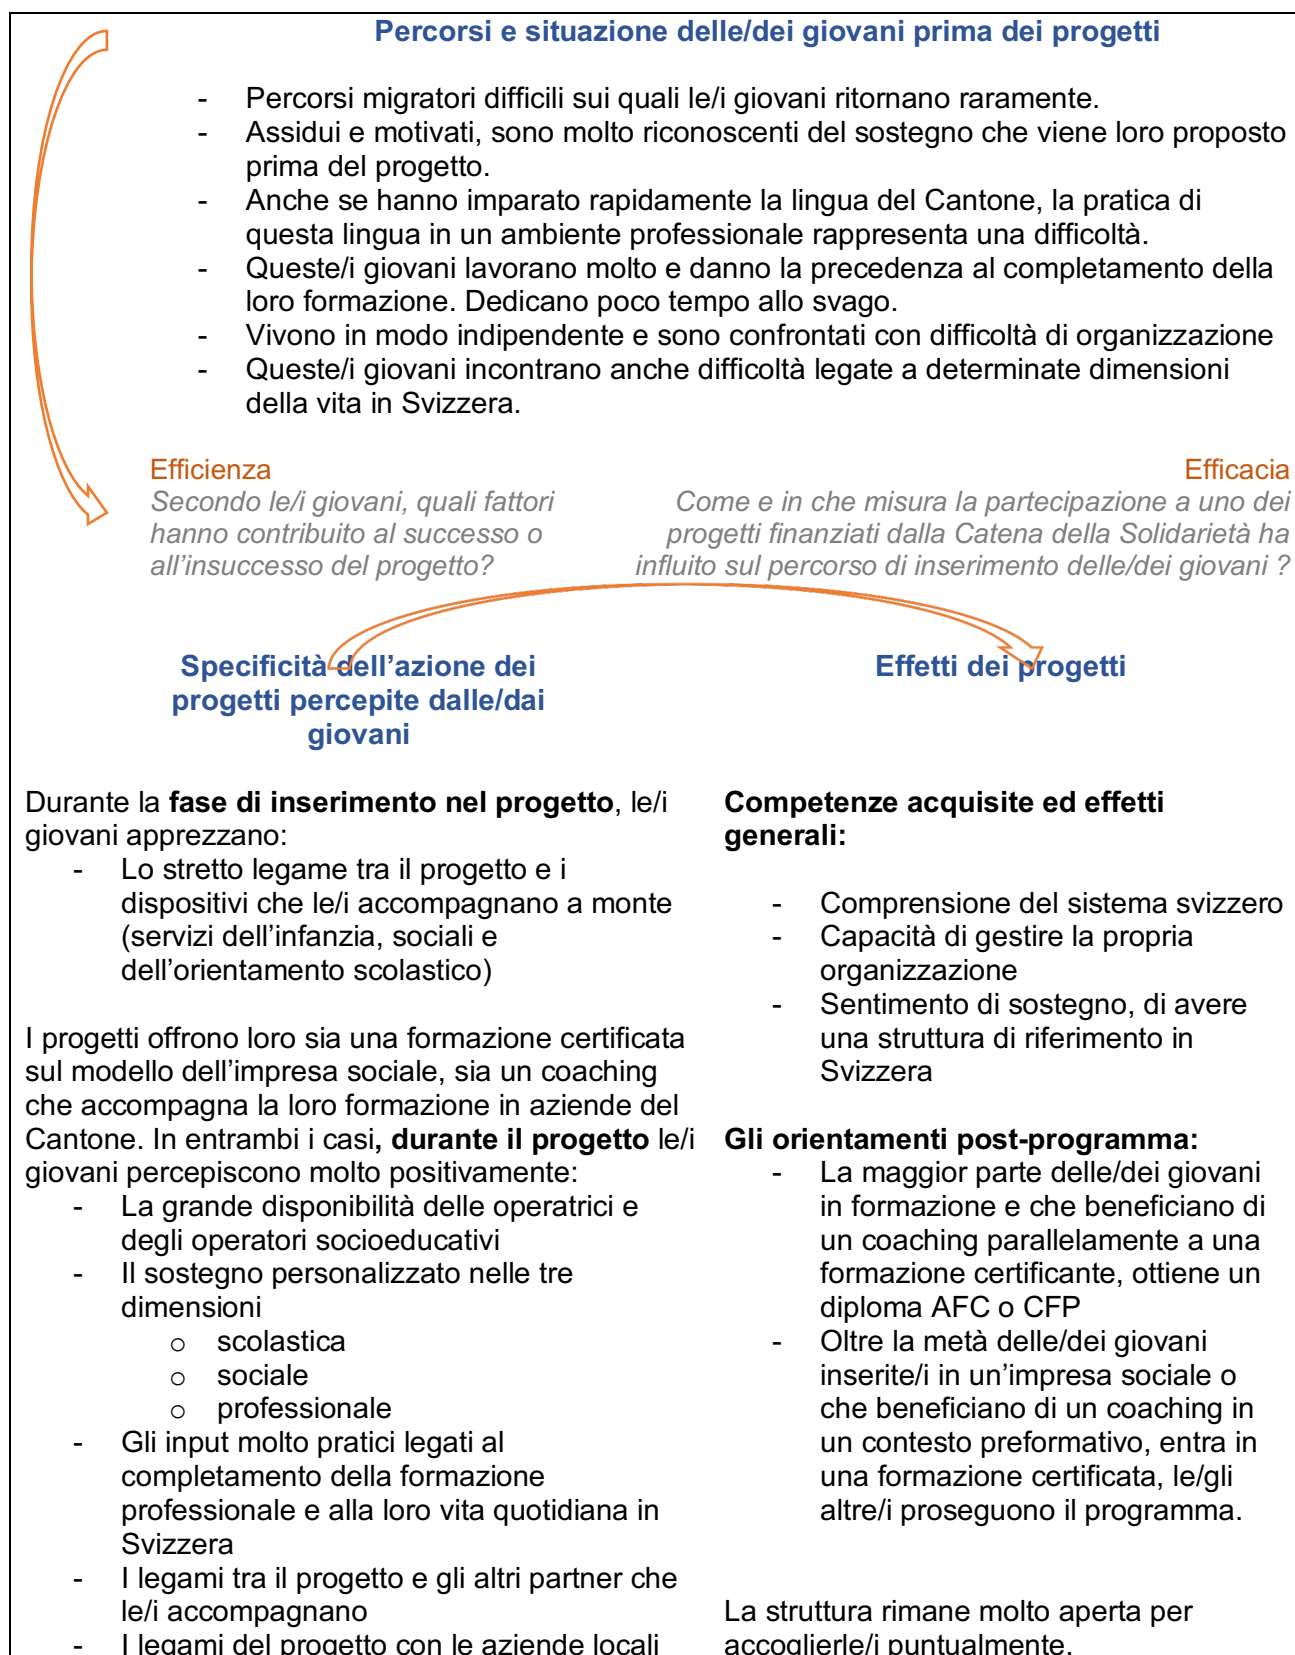 Percorsi e situazione delle/dei giovani prima dei progetti
- Percorsi migratori difficili sui quali le/i giovani ritornano raramente.
- Assidui e motivati, sono molto riconoscenti del sostegno che viene loro proposto
prima del progetto.
- Anche se hanno imparato rapidamente la lingua del Cantone, la pratica di
questa lingua in un ambiente professionale rappresenta una difficoltà.
- Queste/i giovani lavorano molto e danno la precedenza al completamento della
loro formazione. Dedicano poco tempo allo svago.
- Vivono in modo indipendente e sono confrontati con difficoltà di organizzazione
- Queste/i giovani incontrano anche difficoltà legate a determinate dimensioni
della vita in Svizzera.
Efficienza
Secondo le/i giovani, quali fattori
hanno contribuito al successo o
all'insuccesso del progetto?
Efficacia
Come e in che misura la partecipazione a uno dei
progetti finanziati dalla Catena della Solidarietà ha
influito sul percorso di inserimento delle/dei giovani ?
Specificità dell'azione dei
progetti percepite dalle/dai
giovani
Effetti dei progetti
Durante la fase di inserimento nel progetto, le/i
giovani apprezzano:
- Lo stretto legame tra il progetto e i
dispositivi che le/i accompagnano a monte
(servizi dell'infanzia, sociali e
dell'orientamento scolastico)
I progetti offrono loro sia una formazione certificata
sul modello dell'impresa sociale, sia un coaching
che accompagna la loro formazione in aziende del
Cantone. In entrambi i casi, durante il progetto le/i
giovani percepiscono molto positivamente:
- La grande disponibilità delle operatrici e
degli operatori socioeducativi
- Il sostegno personalizzato nelle tre
dimensioni
o scolastica
o sociale
o professionale
- Gli input molto pratici legati al
completamento della formazione
professionale e alla loro vita quotidiana in
Svizzera
- I legami tra il progetto e gli altri partner che
le/i accompagnano
- I legami del progetto con le aziende locali
Competenze acquisite ed effetti
generali:
- Comprensione del sistema svizzero
- Capacità di gestire la propria
organizzazione
- Sentimento di sostegno, di avere
una struttura di riferimento in
Svizzera
Gli orientamenti post-programma:
- La maggior parte delle/dei giovani
in formazione e che beneficiano di
un coaching parallelamente a una
formazione certificante, ottiene un
diploma AFC o CFP
- Oltre la metà delle/dei giovani
inserite/i in un'impresa sociale o
che beneficiano di un coaching in
un contesto preformativo, entra in
una formazione certificata, le/gli
altre/i proseguono il programma.
La struttura rimane molto aperta per
accoglierle/i puntualmente.